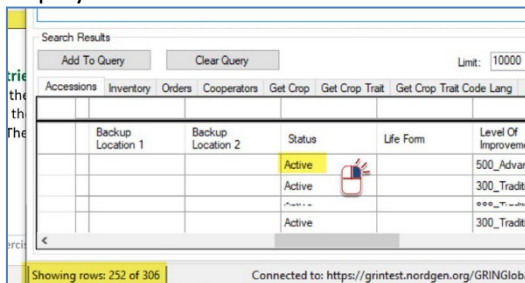 Search Results
Add To Query Clear Query Limit: 10000
Accessions Inventory Orders Cooperators Get Crop Get Crop Trait Get Crop Trait Code Lang
Backup Location 1 Backup Location 2 Status Life Form Level Of
Active 500_Advan
Active 300_Traditi
Active 300_Traditi
Showing rows: 252 of 306 Connected to: https://grintest.nordgen.org/GRINGlob